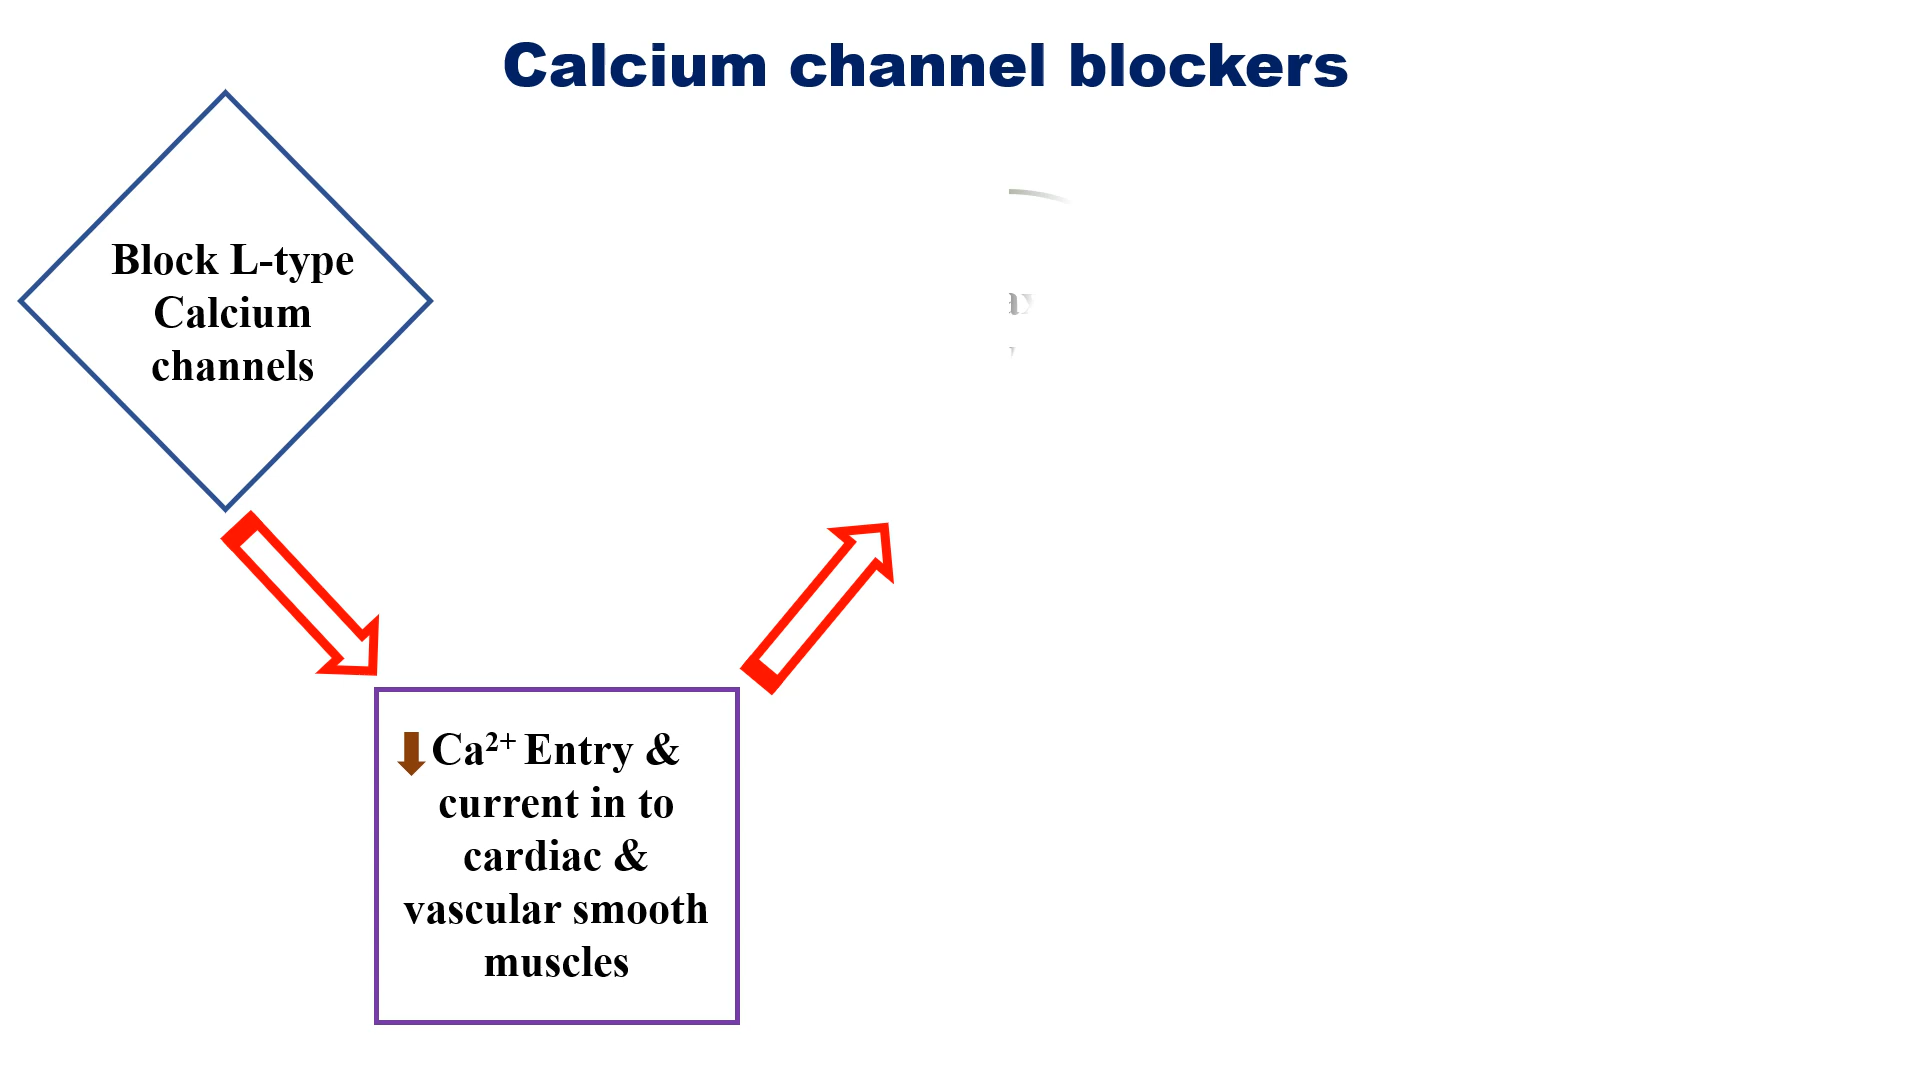 Calcium channel blockers
Block L-type
Calcium
channels
Ca²⁺ Entry &
current in to
cardiac &
vascular smooth
muscles